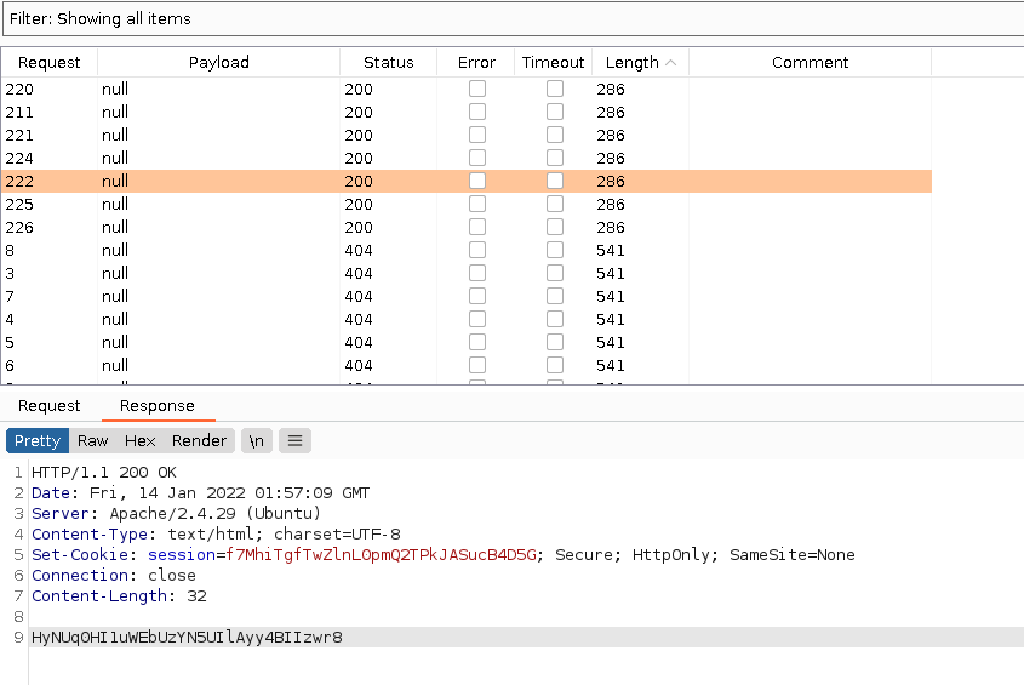 Filter: Showing all items
Request Payload Status Error Timeout Length Comment
220 null 200 286
211 null 200 286
221 null 200 286
224 null 200 286
222 null 200 286
225 null 200 286
226 null 200 286
8 null 404 541
3 null 404 541
7 null 404 541
4 null 404 541
5 null 404 541
6 null 404 541
Request Response
Pretty Raw Hex Render \n
1 HTTP/1.1 200 OK
2 Date: Fri, 14 Jan 2022 01:57:09 GMT
3 Server: Apache/2.4.29 (Ubuntu)
4 Content-Type: text/html; charset=UTF-8
5 Set-Cookie: session=f7MhiTgfTwZlnL0pmQ2TPkJASucB4D5G; Secure; HttpOnly; SameSite=None
6 Connection: close
7 Content-Length: 32
8
9 HyNUqOHI1uWEbUzYN5UIlAyy4BIIzwr8